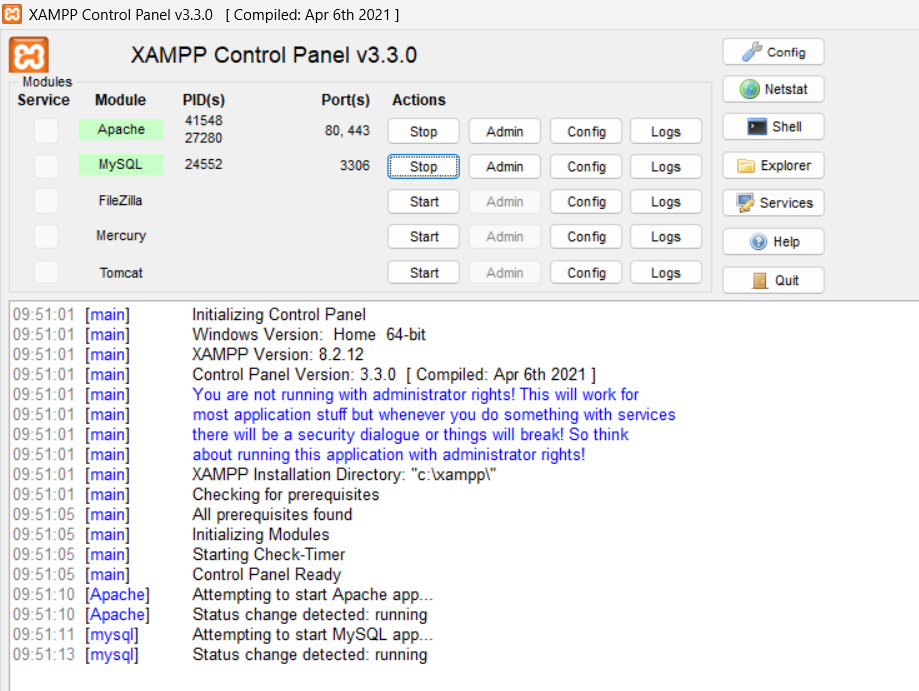 XAMPP Control Panel v3.3.0 [ Compiled: Apr 6th 2021 ]
XAMPP Control Panel v3.3.0
Config
Modules
Service Module PID(s) Port(s) Actions
Netstat
Apache 41548 27280 80, 443 Stop Admin Config Logs
Shell
MySQL 24552 3306 Stop Admin Config Logs
Explorer
FileZilla Start Admin Config Logs
Services
Mercury Start Admin Config Logs
Help
Tomcat Start Admin Config Logs
Quit
09:51:01 [main] Initializing Control Panel
09:51:01 [main] Windows Version: Home 64-bit
09:51:01 [main] XAMPP Version: 8.2.12
09:51:01 [main] Control Panel Version: 3.3.0 [ Compiled: Apr 6th 2021 ]
09:51:01 [main] You are not running with administrator rights! This will work for
09:51:01 [main] most application stuff but whenever you do something with services
09:51:01 [main] there will be a security dialogue or things will break! So think
09:51:01 [main] about running this application with administrator rights!
09:51:01 [main] XAMPP Installation Directory: "c:\xampp\"
09:51:01 [main] Checking for prerequisites
09:51:05 [main] All prerequisites found
09:51:05 [main] Initializing Modules
09:51:05 [main] Starting Check-Timer
09:51:05 [main] Control Panel Ready
09:51:10 [Apache] Attempting to start Apache app...
09:51:10 [Apache] Status change detected: running
09:51:11 [mysql] Attempting to start MySQL app...
09:51:13 [mysql] Status change detected: running